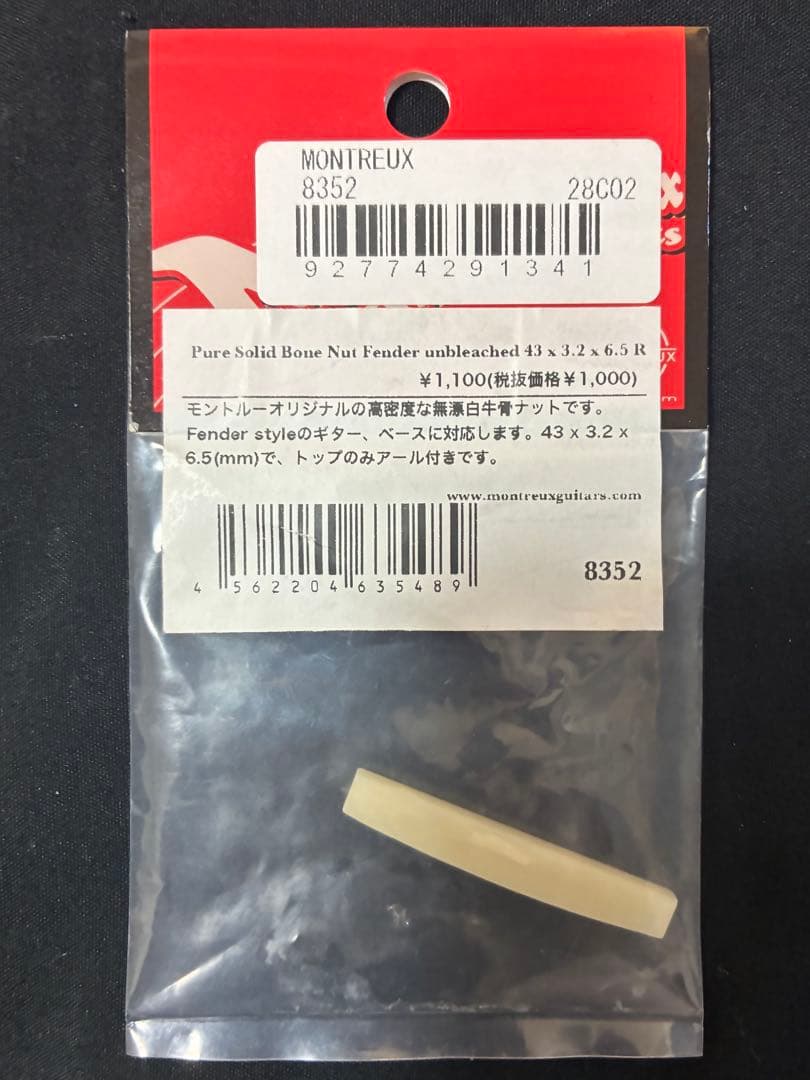 MONTREUX
8352 28C02
927742913​41
Pure Solid Bone Nut Fender unbleached 43 x 3.2 x 6.5 R
¥1,100(税抜価格¥1,000)
モントルーオリジナルの高密度な無漂白牛骨ナットです。
Fender styleのギター、ベースに対応します。43 x 3.2 x
6.5(mm)で、トップのみアール付きです。
www.montreuxguitars.com
4 562204 635489
8352